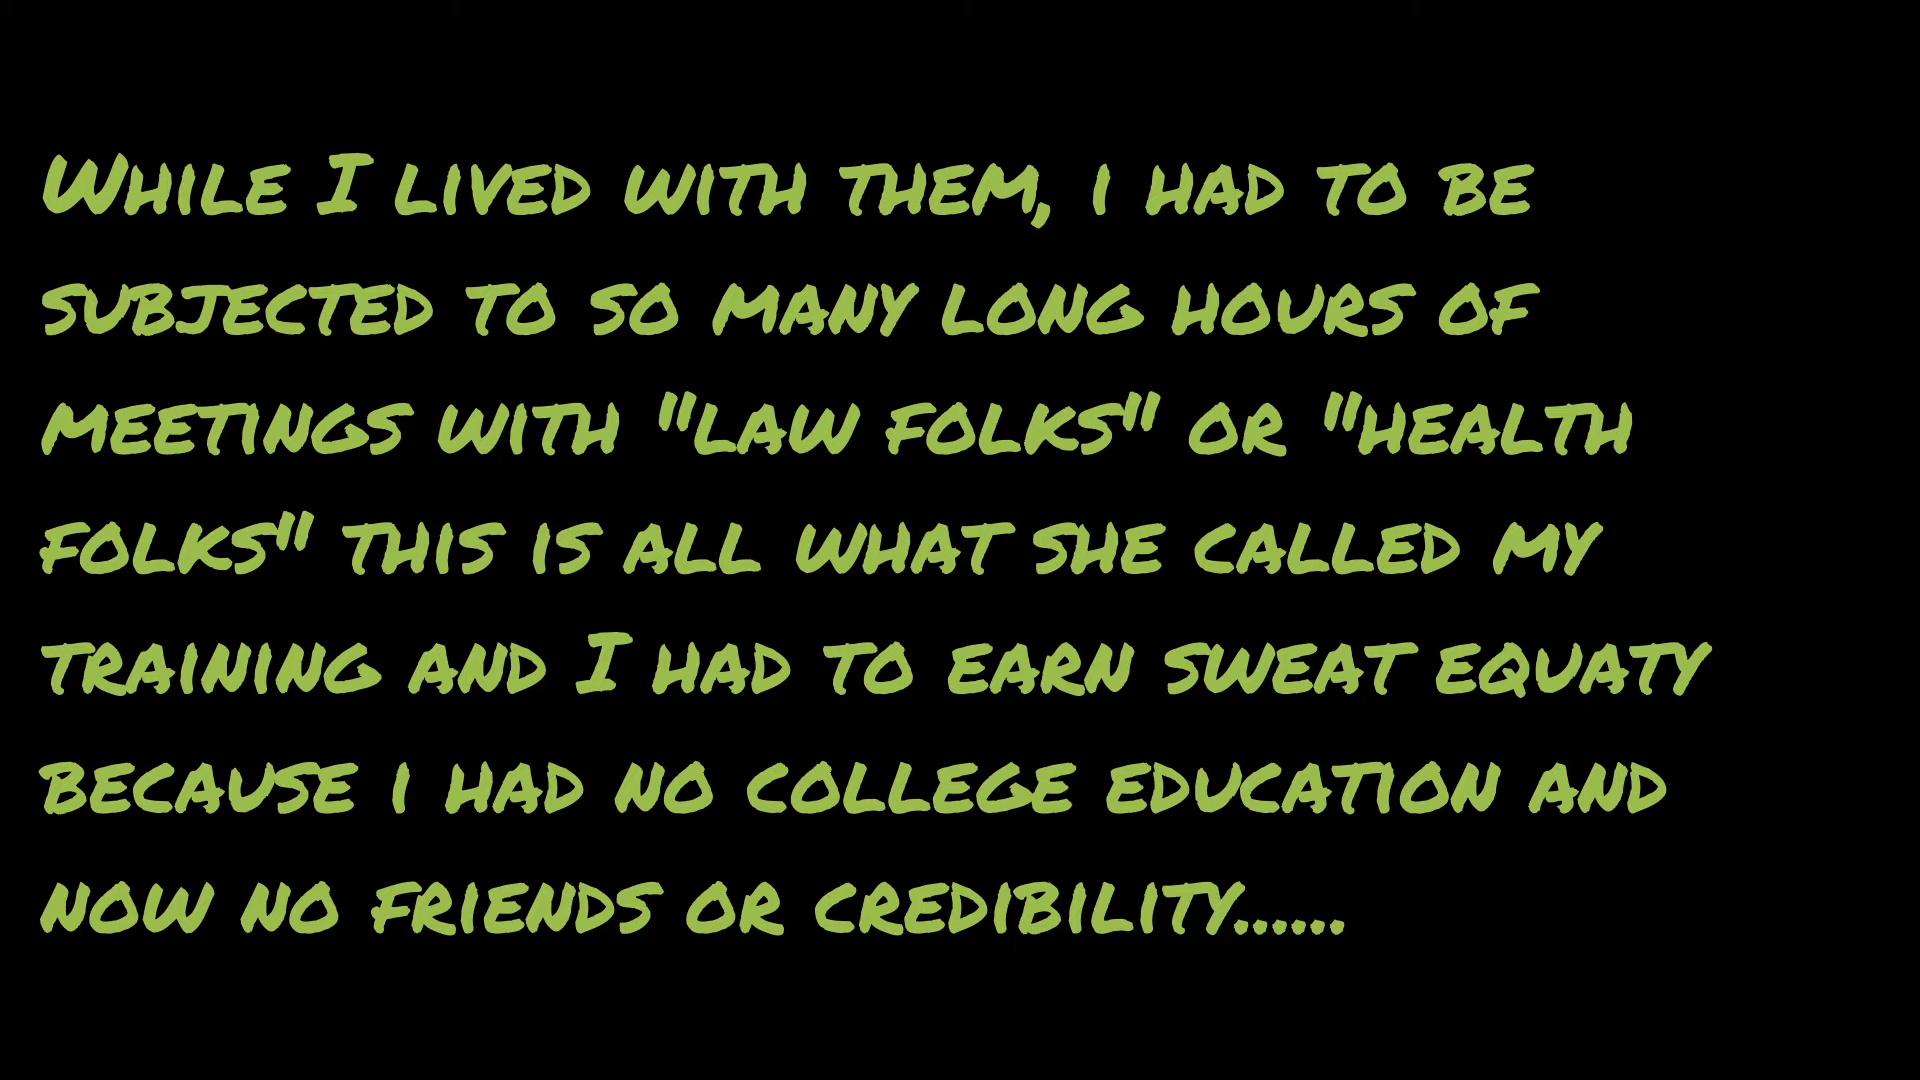 While I lived with them, i had to be
subjected to so many long hours of
meetings with "law folks" or "health
folks" this is all what she called my
training and I had to earn sweat equaty
because i had no college education and
now no friends or credibility......